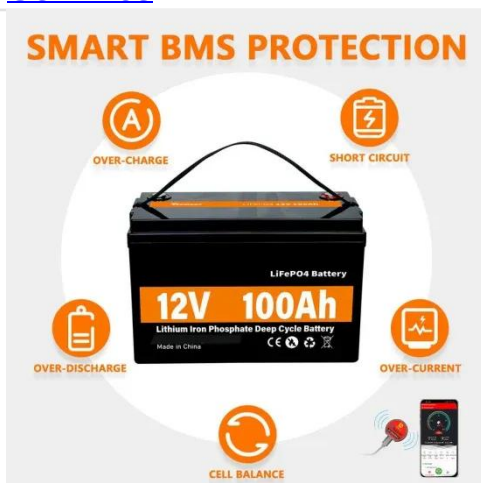 SMART BMS PROTECTION
OVER-CHARGE
SHORT CIRCUIT
LiFePO4 Battery
12V 100Ah
Lithium Iron Phosphate Deep Cycle Battery
Made in China
CE
OVER-DISCHARGE
OVER-CURRENT
CELL BALANCE